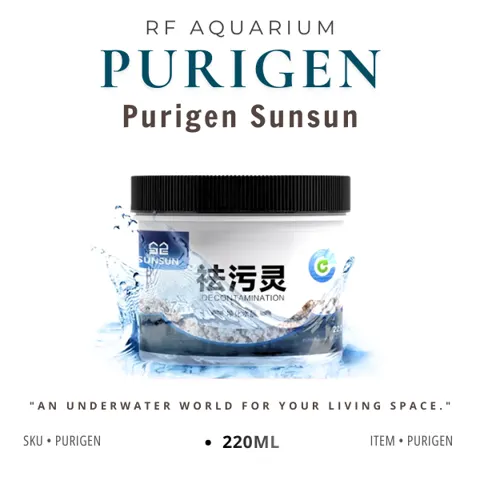 RF AQUARIUM
PURIGEN
Purigen Sunsun
SUNSUN
祛污灵
DECONTAMINATION
"AN UNDERWATER WORLD FOR YOUR LIVING SPACE."
SKU • PURIGEN
• 220ML
ITEM • PURIGEN